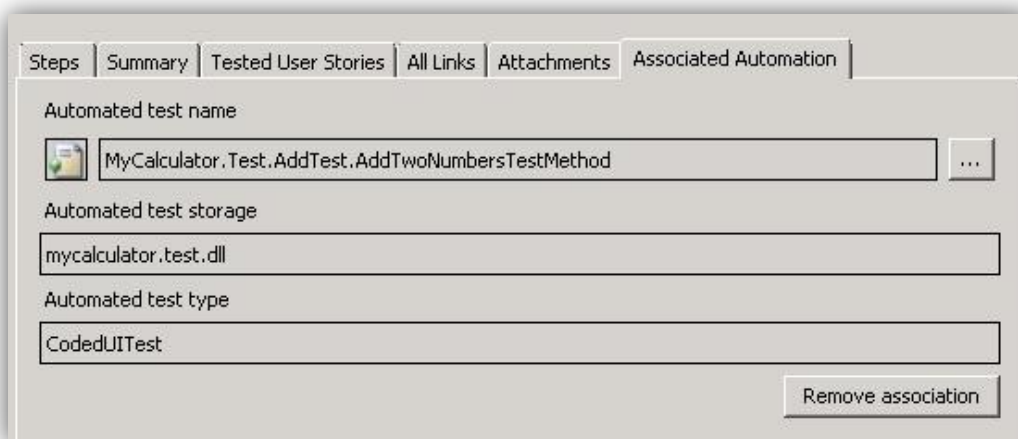 Steps Summary Tested User Stories All Links Attachments Associated Automation
Automated test name
MyCalculator.Test.AddTest.AddTwoNumbersTestMethod ...
Automated test storage
mycalculator.test.dll
Automated test type
CodedUITest
Remove association